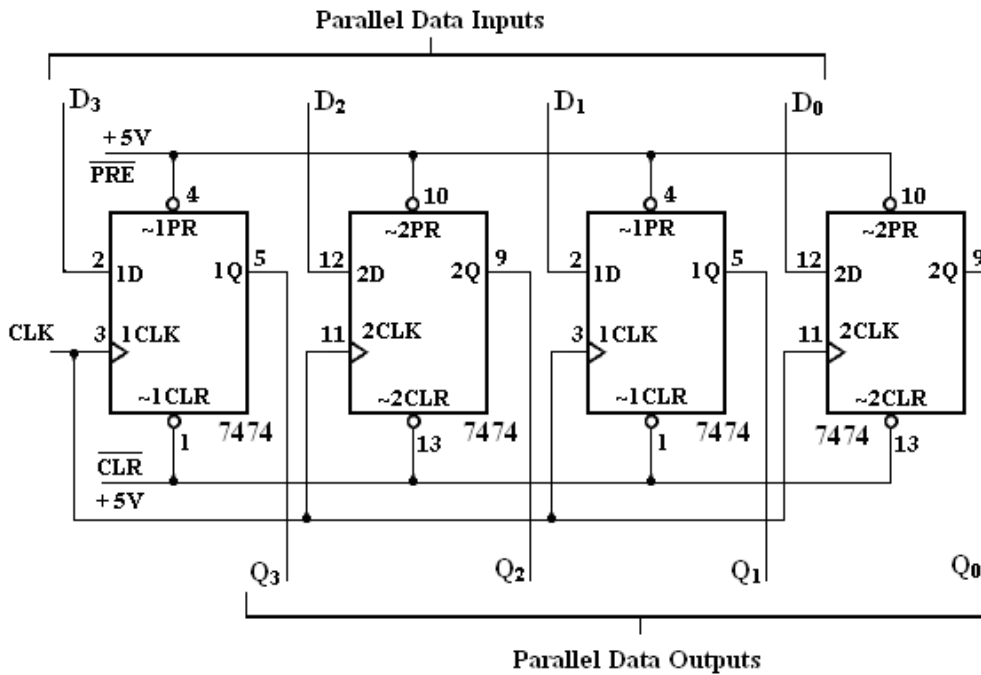 Parallel Data Inputs
D3 D2 D1 D0
+5V
PRE
4 10 4 10
~1PR ~2PR ~1PR ~2PR
2 5 12 9 2 5 12 9
1D 1Q 2D 2Q 1D 1Q 2D 2Q
CLK 3 1CLK 11 2CLK 3 1CLK 11 2CLK
~1CLR ~2CLR ~1CLR ~2CLR
7474 7474 7474 7474
1 13 1 13
CLR
+5V
Q3 Q2 Q1 Q0
Parallel Data Outputs